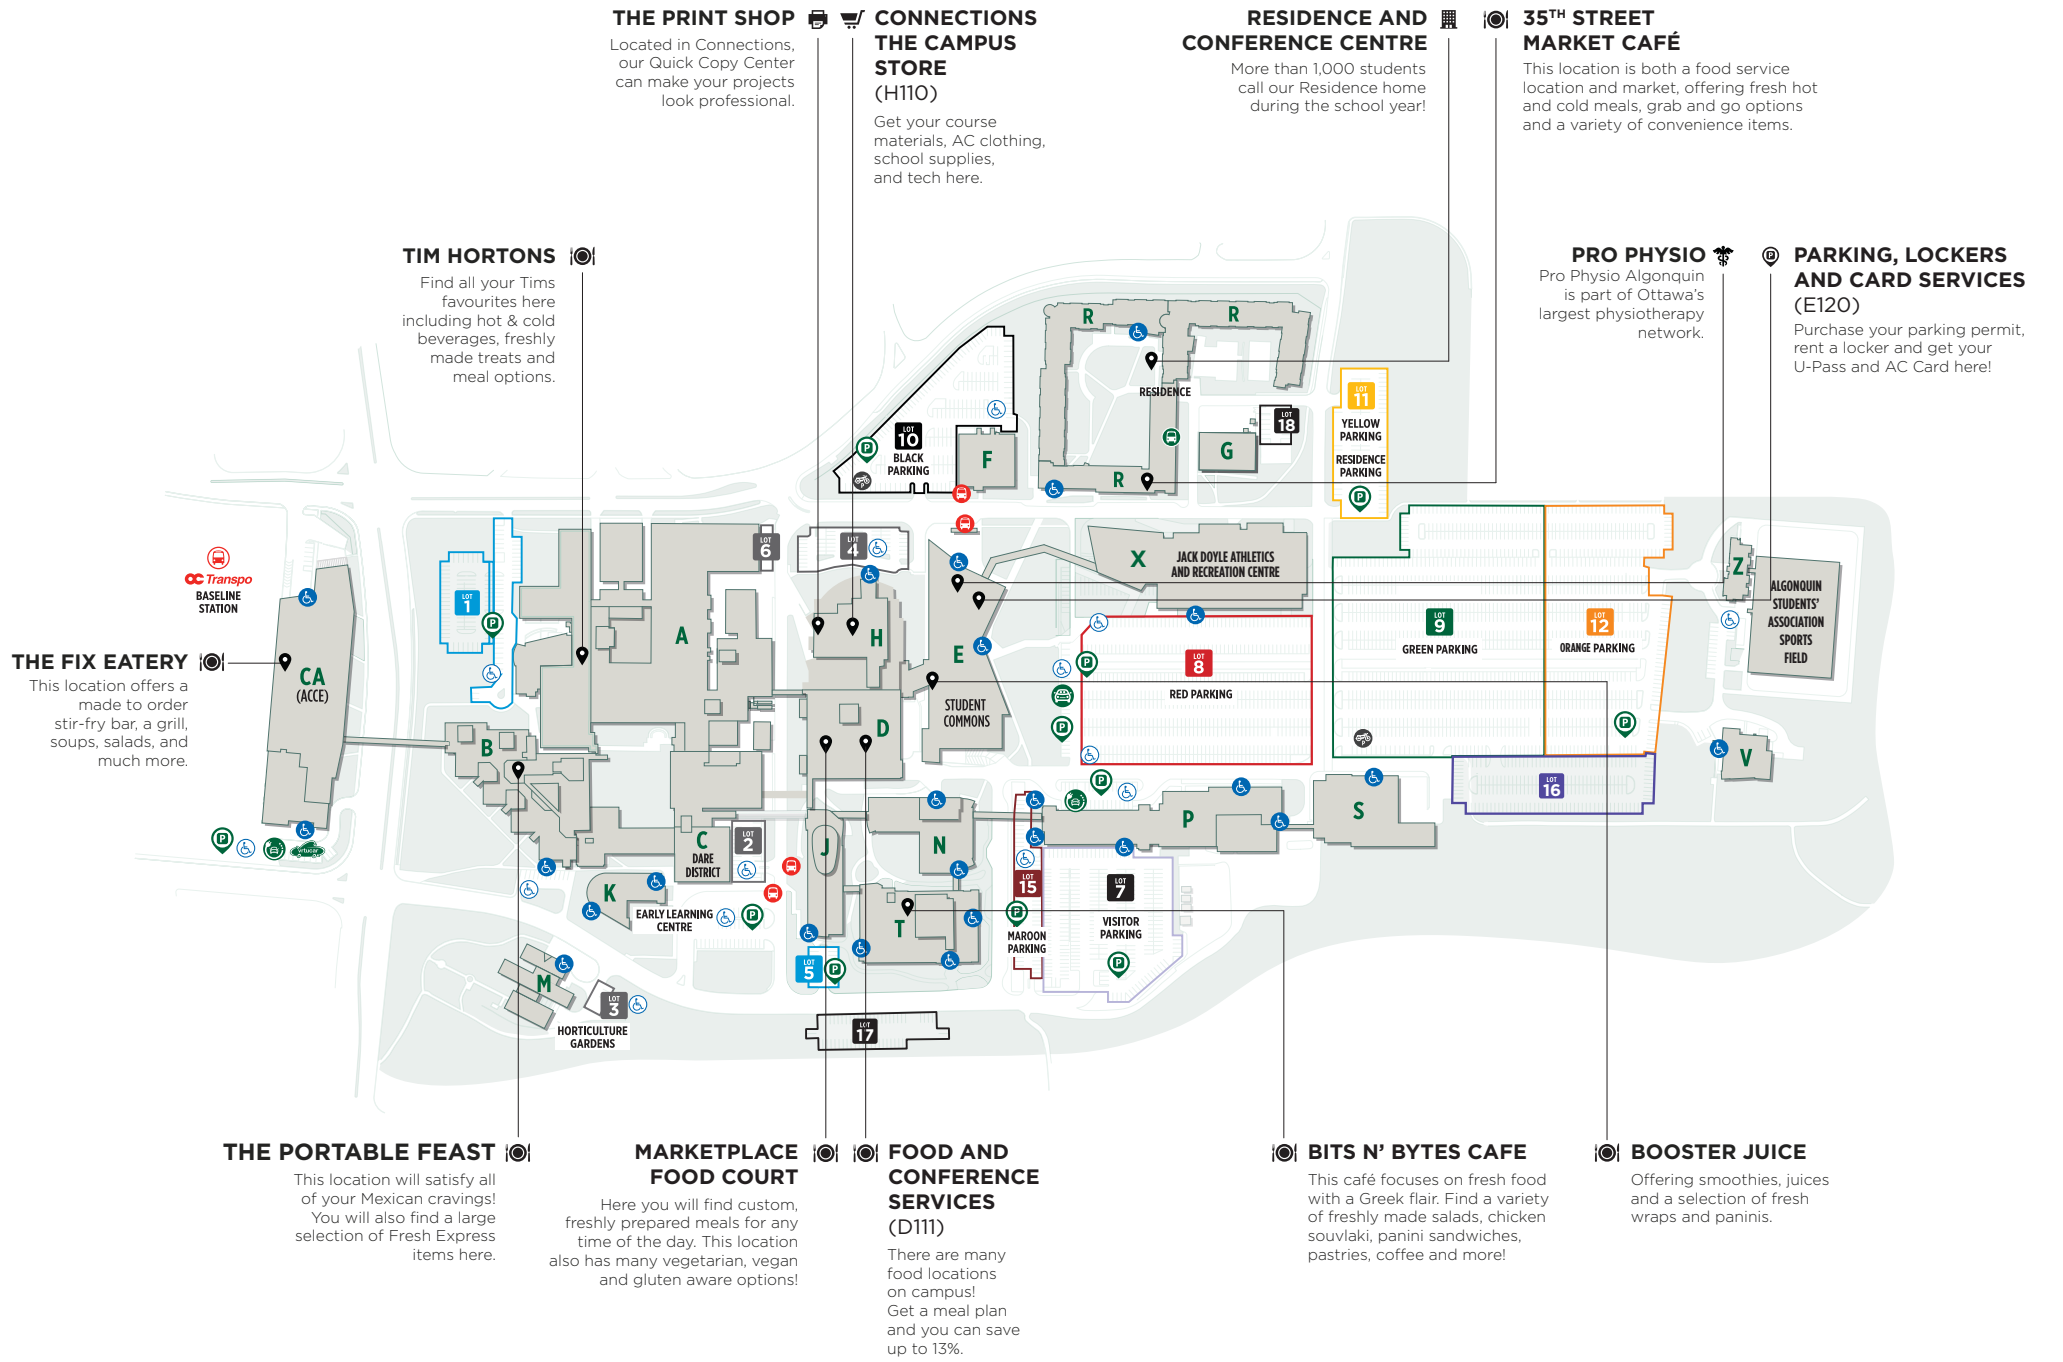 THE PRINT SHOP
Located in Connections,
our Quick Copy Center
can make your projects
look professional.
CONNECTIONS
THE CAMPUS
STORE
(H110)
Get your course
materials, AC clothing,
school supplies,
and tech here.
RESIDENCE AND
CONFERENCE CENTRE
More than 1,000 students
call our Residence home
during the school year!
35TH STREET
MARKET CAFÉ
This location is both a food service
location and market, offering fresh hot
and cold meals, grab and go options
and a variety of convenience items.
TIM HORTONS
Find all your Tims
favourites here
including hot & cold
beverages, freshly
made treats and
meal options.
PRO PHYSIO
Pro Physio Algonquin
is part of Ottawa's
largest physiotherapy
network.
PARKING, LOCKERS
AND CARD SERVICES
(E120)
Purchase your parking permit,
rent a locker and get your
U-Pass and AC Card here!
R
R
RESIDENCE
R
G
LOT
18
LOT
11
YELLOW
PARKING
RESIDENCE
PARKING
P
LOT
10
BLACK
PARKING
P
P
F
OC Transpo
BASELINE
STATION
THE FIX EATERY
This location offers a
made to order
stir-fry bar, a grill,
soups, salads, and
much more.
CA
(ACCE)
P
vrtucar
LOT
1
P
A
LOT
6
LOT
4
H
E
STUDENT
COMMONS
D
X
JACK DOYLE ATHLETICS
AND RECREATION CENTRE
LOT
8
RED PARKING
P
P
P
LOT
9
GREEN PARKING
P
LOT
12
ORANGE PARKING
P
LOT
16
Z
ALGONQUIN
STUDENTS'
ASSOCIATION
SPORTS
FIELD
V
B
C
DARE
DISTRICT
LOT
2
J
N
T
P
S
K
EARLY LEARNING
CENTRE
P
LOT
5
P
LOT
15
P
MAROON
PARKING
LOT
7
VISITOR
PARKING
P
M
LOT
3
HORTICULTURE
GARDENS
LOT
17
THE PORTABLE FEAST
This location will satisfy all
of your Mexican cravings!
You will also find a large
selection of Fresh Express
items here.
MARKETPLACE
FOOD COURT
Here you will find custom,
freshly prepared meals for any
time of the day. This location
also has many vegetarian, vegan
and gluten aware options!
FOOD AND
CONFERENCE
SERVICES
(D111)
There are many
food locations
on campus!
Get a meal plan
and you can save
up to 13%.
BITS N' BYTES CAFE
This café focuses on fresh food
with a Greek flair. Find a variety
of freshly made salads, chicken
souvlaki, panini sandwiches,
pastries, coffee and more!
BOOSTER JUICE
Offering smoothies, juices
and a selection of fresh
wraps and paninis.